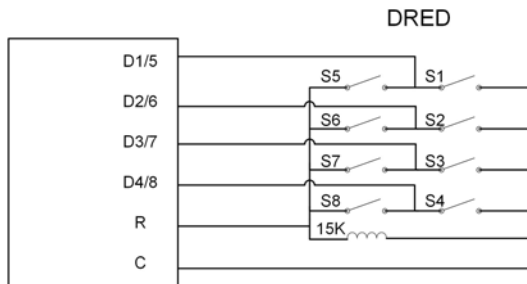 DRED
D1/5
S5 S1
D2/6
S6 S2
D3/7
S7 S3
D4/8
S8 S4
R
15K
C